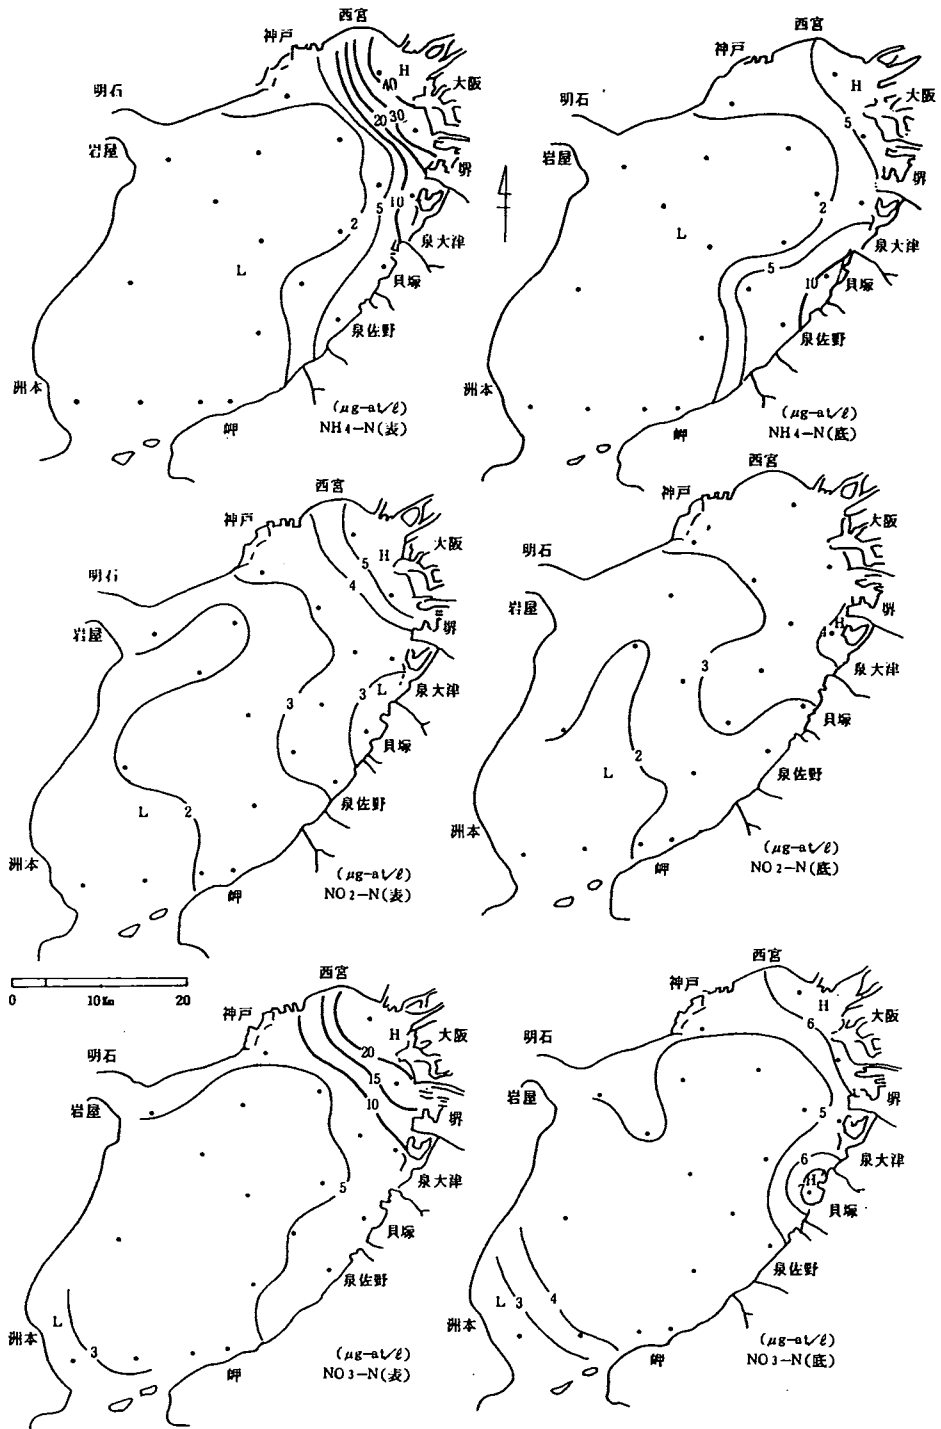 西宮
神戸
H
40
大阪
明石
20 30
岩屋
堺
10
5
2
泉大津
L
貝塚
泉佐野
洲本
(μg-at/ℓ)
岬
NH4-N(表)
西宮
神戸
H
大阪
明石
5
岩屋
堺
2
L
泉大津
5
貝塚
10
泉佐野
洲本
(μg-at/ℓ)
岬
NH4-N(底)
西宮
神戸
H
大阪
5
明石
4
岩屋
堺
3
L
泉大津
3
貝塚
泉佐野
L
2
洲本
(μg-at/ℓ)
岬
NO2-N(表)
西宮
神戸
大阪
明石
岩屋
堺
H
4
3
泉大津
貝塚
2
L
泉佐野
洲本
(μg-at/ℓ)
岬
NO2-N(底)
0 10Km 20
西宮
神戸
H
大阪
20
明石
15
10
岩屋
堺
泉大津
5
貝塚
泉佐野
L
洲本
3
(μg-at/ℓ)
岬
NO3-N(表)
西宮
神戸
H
大阪
6
明石
岩屋
堺
5
泉大津
6
7
H
貝塚
泉佐野
L
3
4
洲本
(μg-at/ℓ)
岬
NO3-N(底)